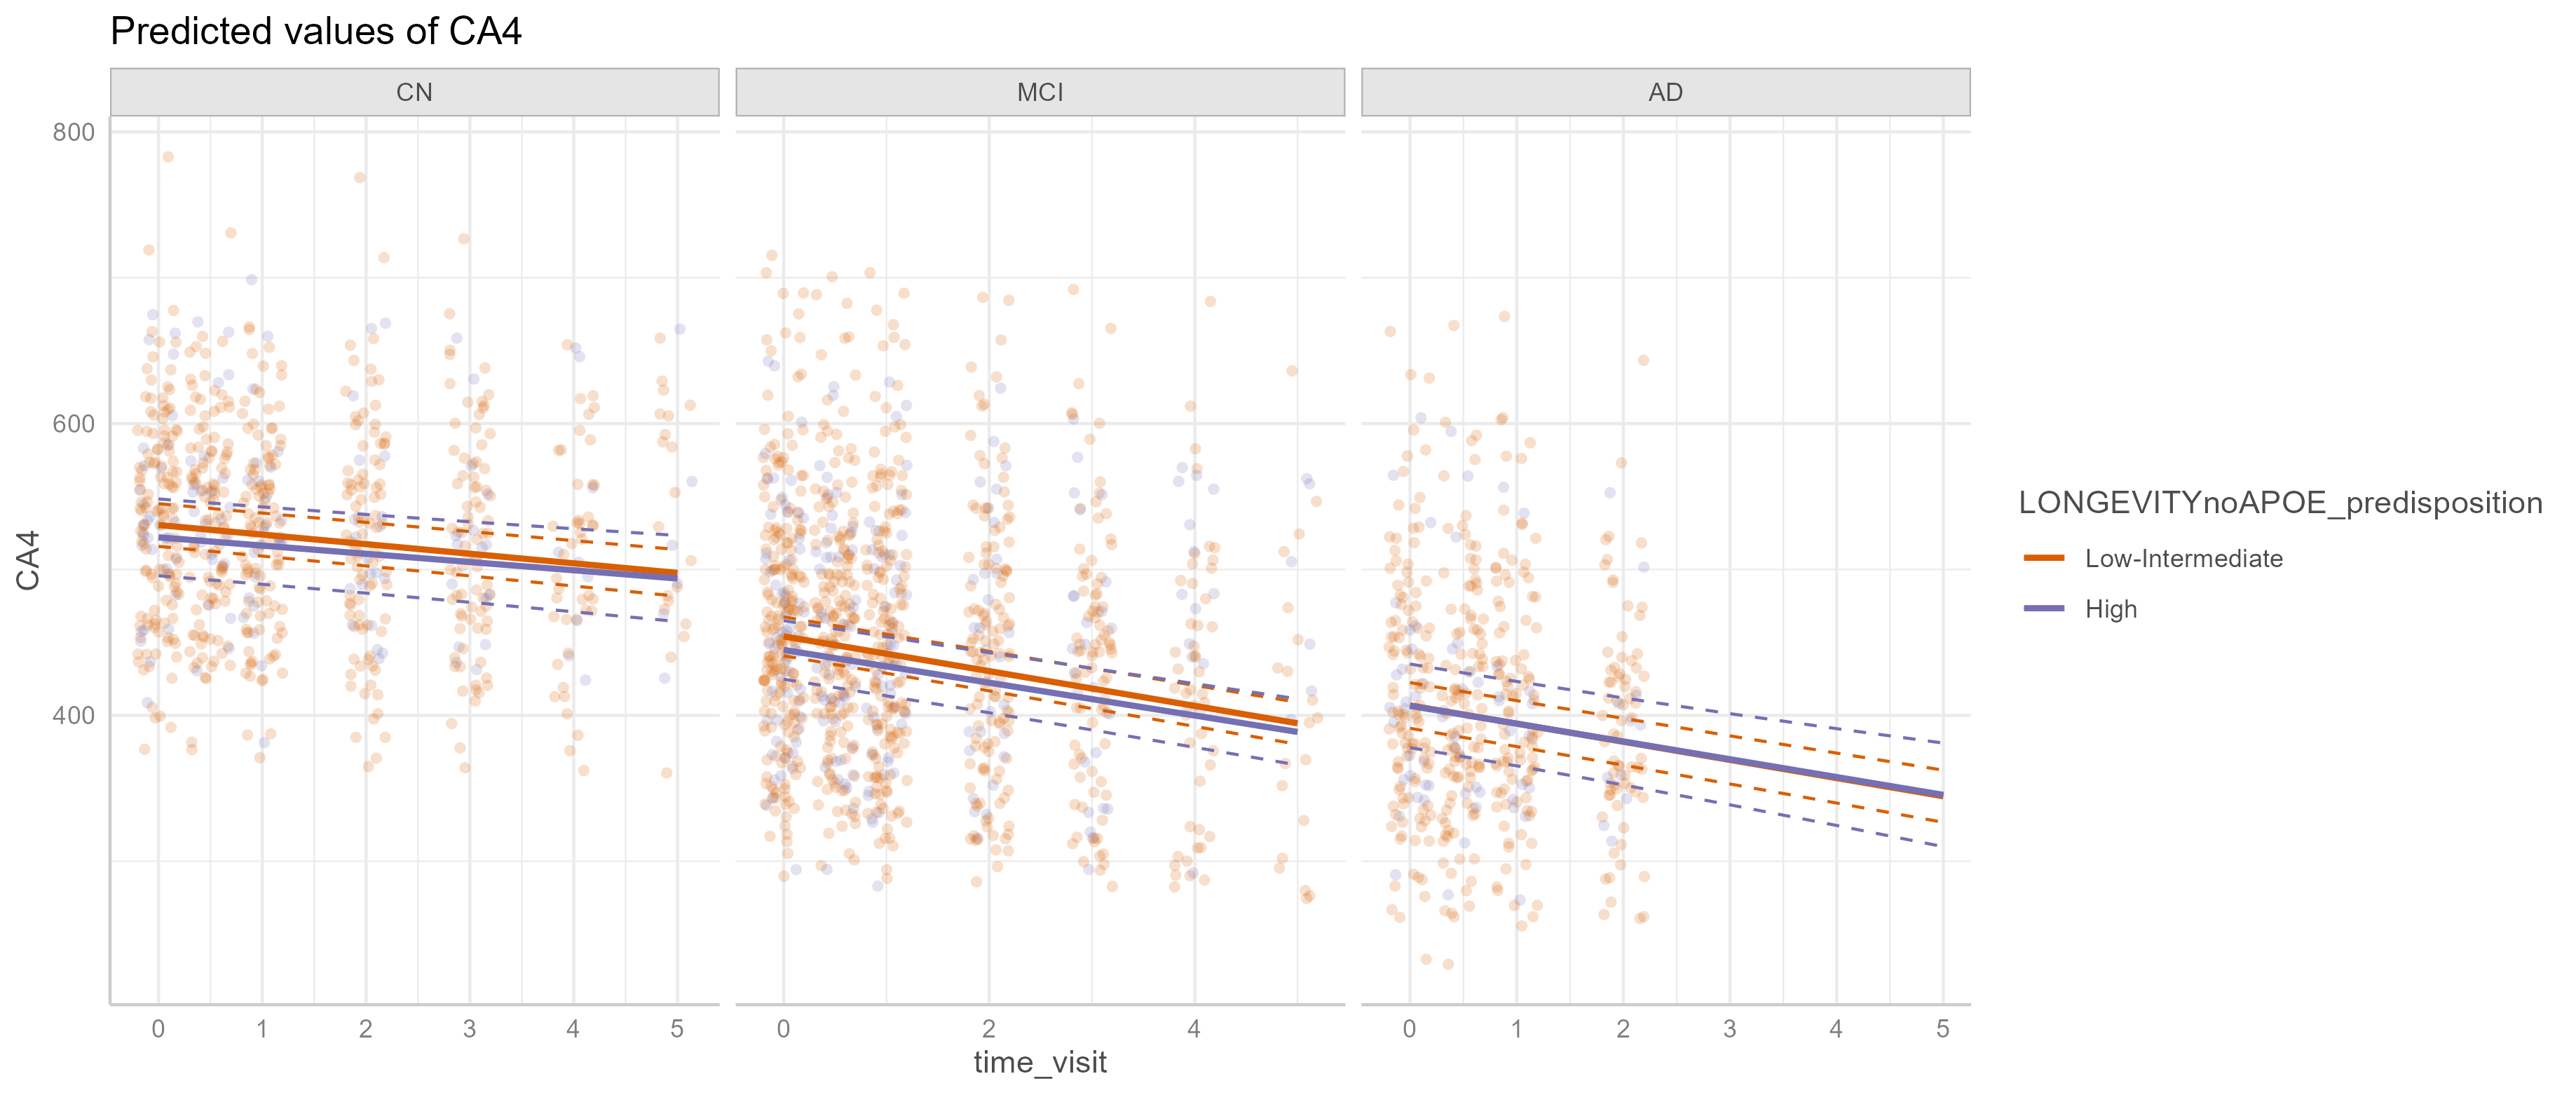 Predicted values of CA4
CN MCI AD
800
600
400
CA4
0 1 2 3 4 5 0 2 4 0 1 2 3 4 5
time_visit
LONGEVITYnoAPOE_predisposition
Low-Intermediate
High